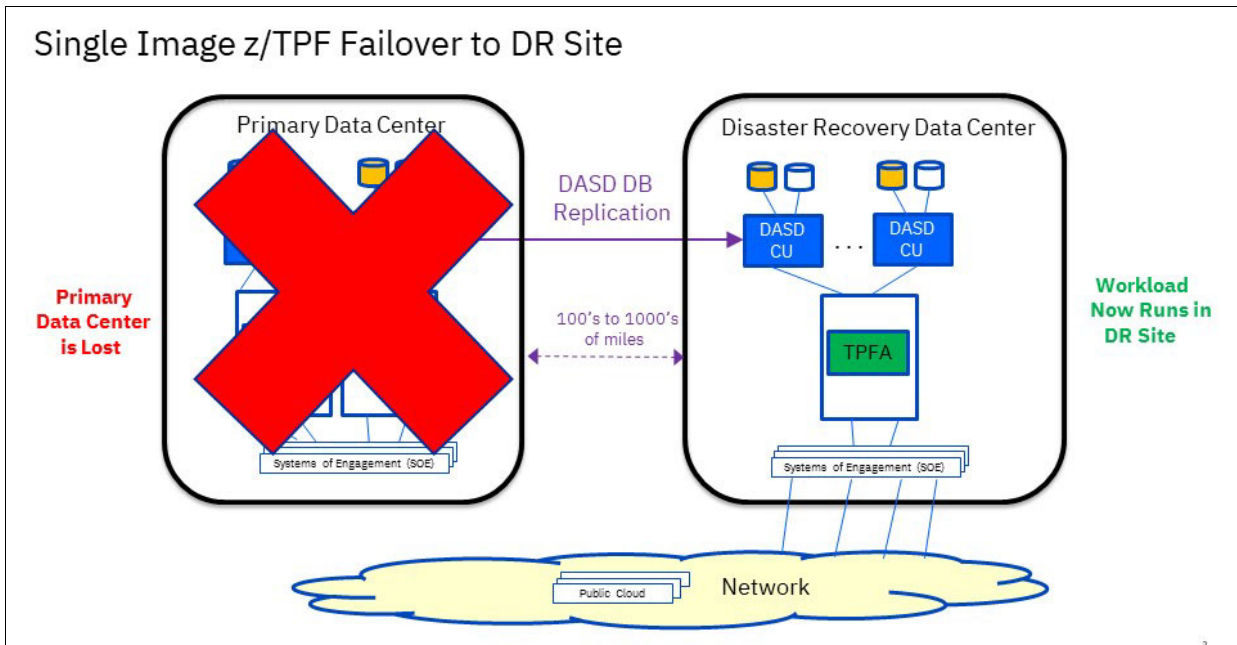 Single Image z/TPF Failover to DR Site
Primary Data Center
Disaster Recovery Data Center
DASD DB
Replication
DASD
CU
. . .
DASD
CU
Primary
Data Center
is Lost
100's to 1000's
of miles
TPFA
Workload
Now Runs in
DR Site
Systems of Engagement (SOE)
Systems of Engagement (SOE)
Public Cloud
Network